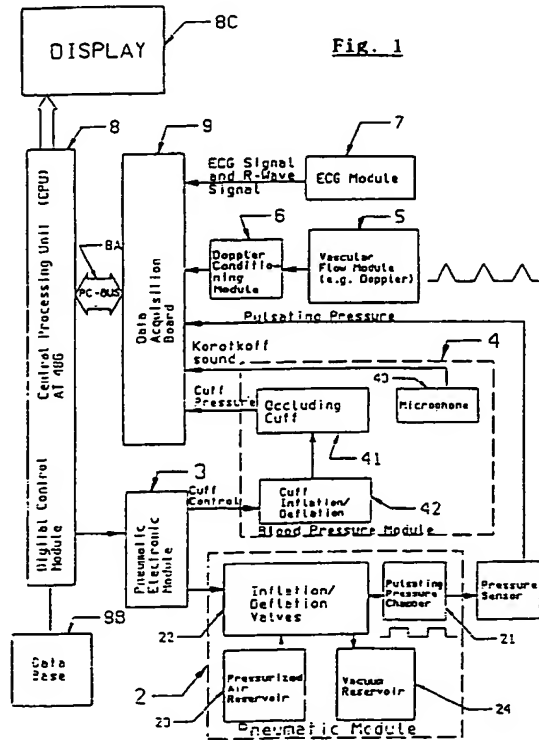 8C
DISPLAY
Fig. 1
8
9
7
Central Processing Unit (CPU)
AT 486
Digital Control
Module
8A
PC-BUS
Data
Acquisition
Board
ECG Signal
and R-Wave
Signal
ECG Module
6
5
Doppler
Conditioning
Module
Vascular
Flow Module
(e.g. Doppler)
Pulsating Pressure
4
Korotkoff
sound
43
Microphone
Cuff
Pressure
Occluding
Cuff
41
3
Cuff
Control
Cuff
Inflation/
Deflation
42
Blood Pressure Module
Pneumatic
Electronic
Module
Inflation/
Deflation
Valves
Pulsating
Pressure
Chamber
Pressure
Sensor
22
21
8B
Data
Base
2
Pressurized
Air
Reservoir
23
Vacuum
Reservoir
24
Pneumatic Module